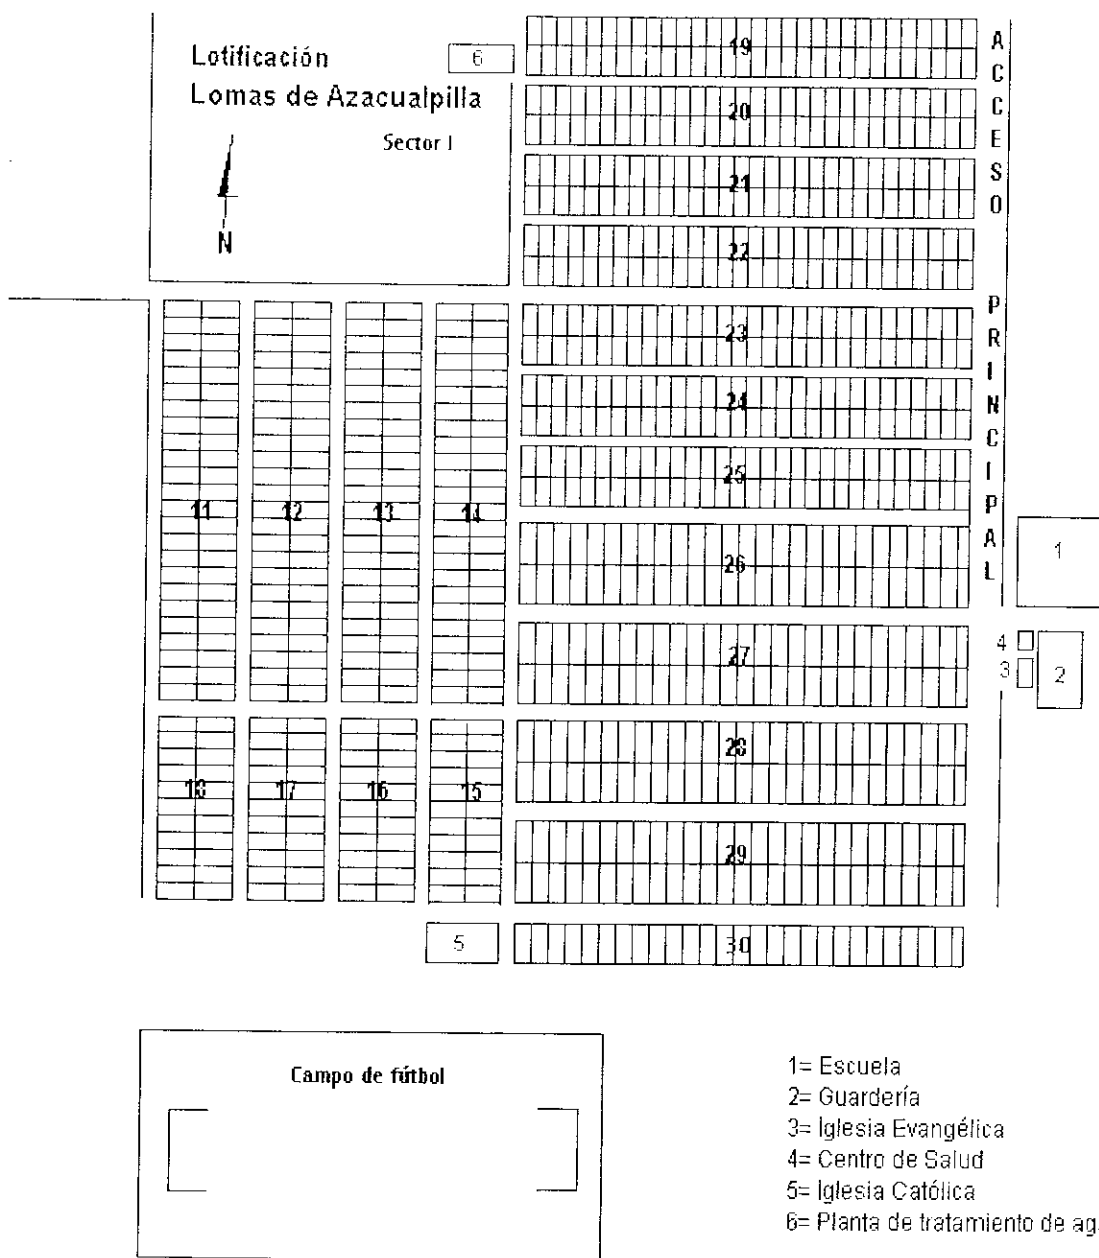 Lotificación
6
Lomas de Azacualpilla
Sector I
N
19
20
21
22
23
24
25
26
27
28
29
30
11 12 13 14
18 17 16 15
ACCESO PRINCIPAL
1
4
3
2
5
Campo de fútbol
1= Escuela
2= Guardería
3= Iglesia Evangélica
4= Centro de Salud
5= Iglesia Católica
6= Planta de tratamiento de ag